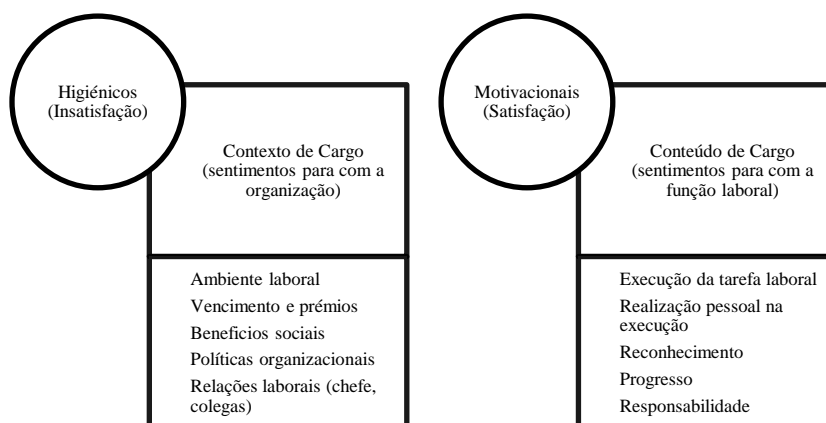 Higiénicos
(Insatisfação)
Contexto de Cargo
(sentimentos para com a
organização)
Ambiente laboral
Vencimento e prémios
Beneficios sociais
Políticas organizacionais
Relações laborais (chefe,
colegas)
Motivacionais
(Satisfação)
Conteúdo de Cargo
(sentimentos para com a
função laboral)
Execução da tarefa laboral
Realização pessoal na
execução
Reconhecimento
Progresso
Responsabilidade